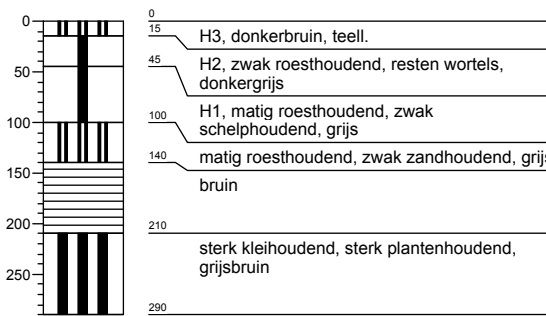 0
50
100
150
200
250
0
15
H3, donkerbruin, teell.
45
H2, zwak roesthoudend, resten wortels,
donkergrijs
100
H1, matig roesthoudend, zwak
schelphoudend, grijs
140
matig roesthoudend, zwak zandhoudend, grijs
bruin
210
sterk kleihoudend, sterk plantenhoudend,
grijsbruin
290